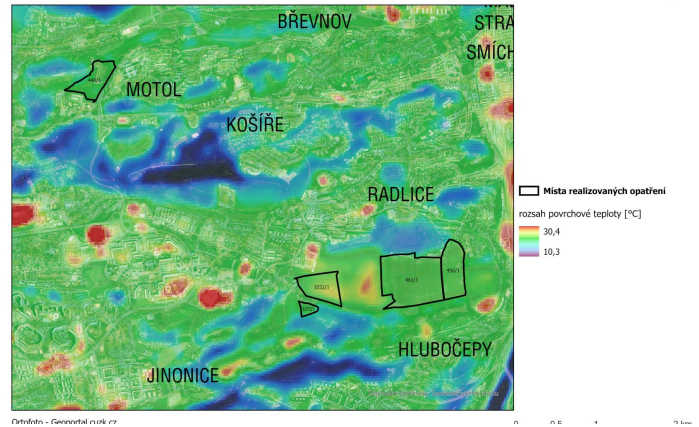 BŘEVNOV
STRA
SMÍCH
MOTOL
KOŠÍŘE
RADLICE
HLUBOČEPY
JINONICE
Místa realizovaných opatření
rozsah povrchové teploty [°C]
30,4
10,3
Ortofoto - Geoportal cuzk.cz
0 0,5 1 2 km